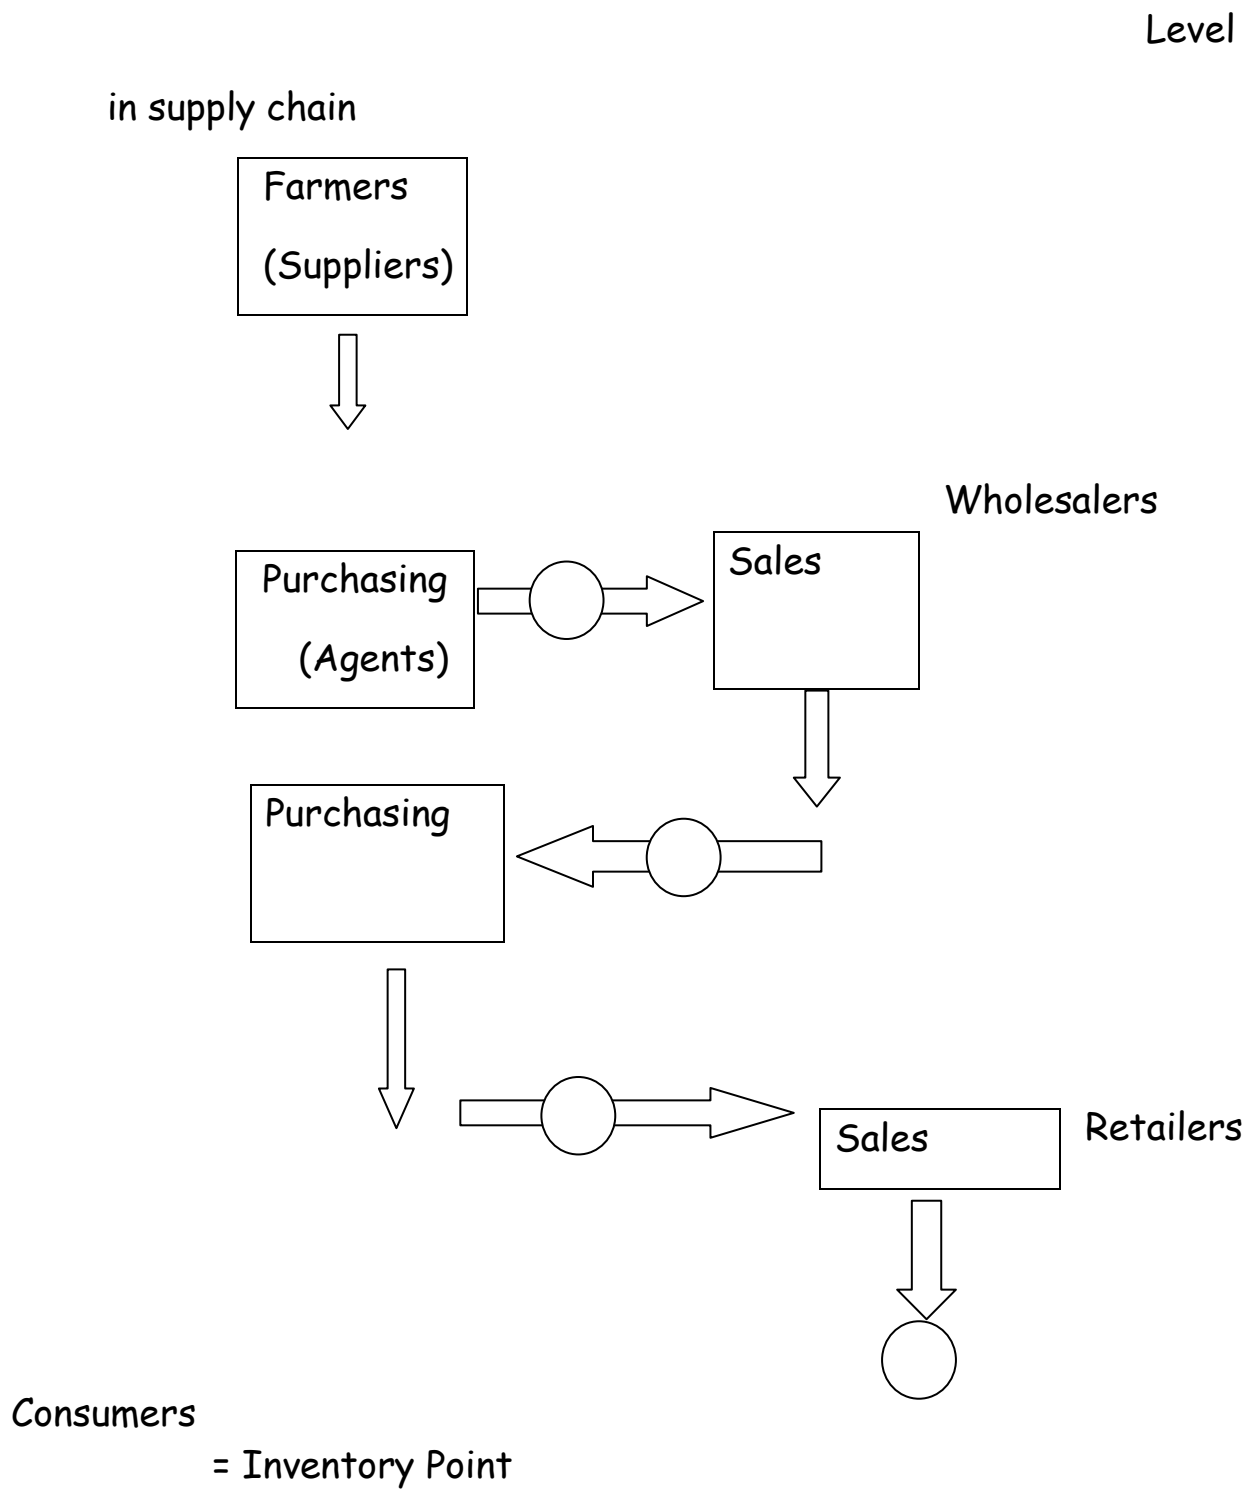 Level
in supply chain
Farmers
(Suppliers)
Wholesalers
Purchasing
(Agents)
Sales
Purchasing
Sales
Retailers
Consumers
= Inventory Point